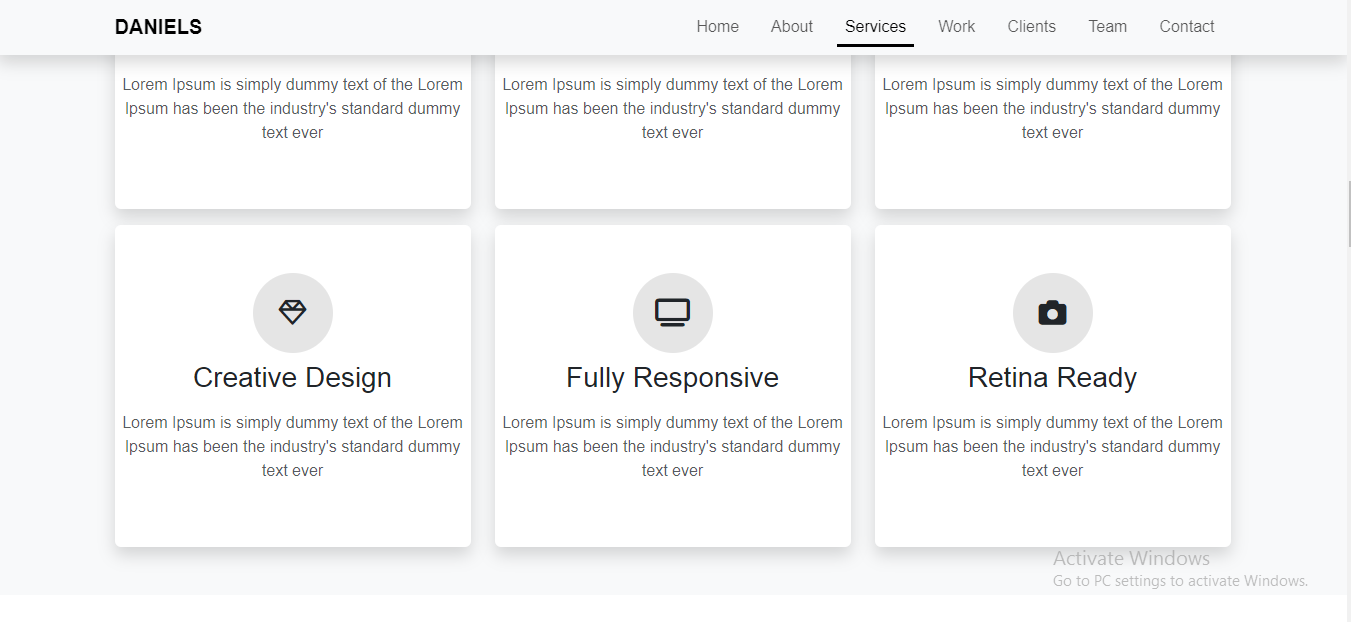 DANIELS Home About Services Work Clients Team Contact
Lorem Ipsum is simply dummy text of the Lorem
Ipsum has been the industry's standard dummy
text ever
Lorem Ipsum is simply dummy text of the Lorem
Ipsum has been the industry's standard dummy
text ever
Lorem Ipsum is simply dummy text of the Lorem
Ipsum has been the industry's standard dummy
text ever
Creative Design
Lorem Ipsum is simply dummy text of the Lorem
Ipsum has been the industry's standard dummy
text ever
Fully Responsive
Lorem Ipsum is simply dummy text of the Lorem
Ipsum has been the industry's standard dummy
text ever
Retina Ready
Lorem Ipsum is simply dummy text of the Lorem
Ipsum has been the industry's standard dummy
text ever
Activate Windows
Go to PC settings to activate Windows.